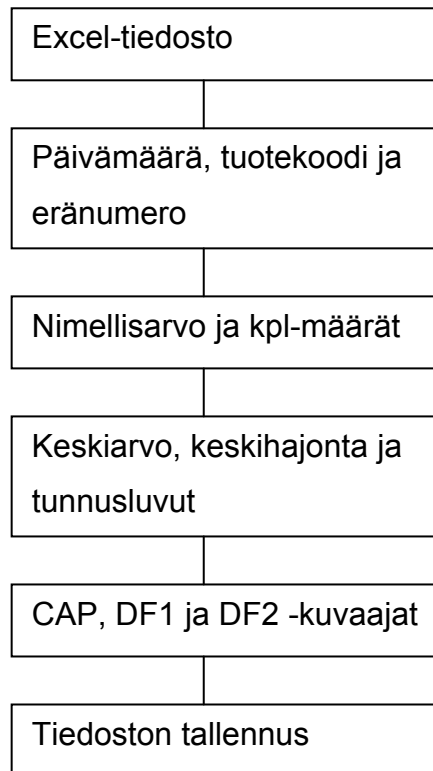 Excel-tiedosto
Päivämäärä, tuotekoodi ja
eränumero
Nimellisarvo ja kpl-määrät
Keskiarvo, keskihajonta ja
tunnusluvut
CAP, DF1 ja DF2 -kuvaajat
Tiedoston tallennus